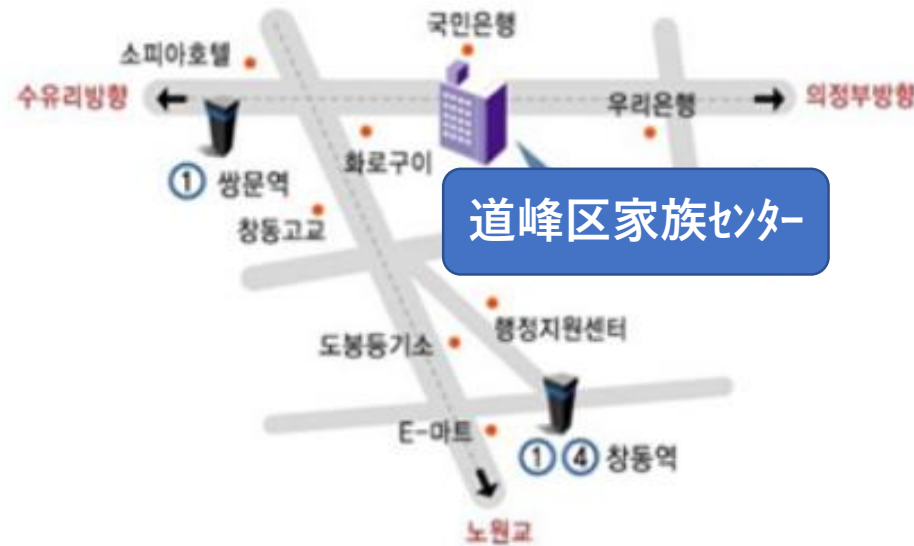 국민은행
소피아호텔
수유리방향
우리은행
의정부방향
화로구이
① 쌍문역
道峰区家族ｾﾝﾀｰ
창동고교
행정지원센터
도봉등기소
E-마트
① ④ 창동역
노원교